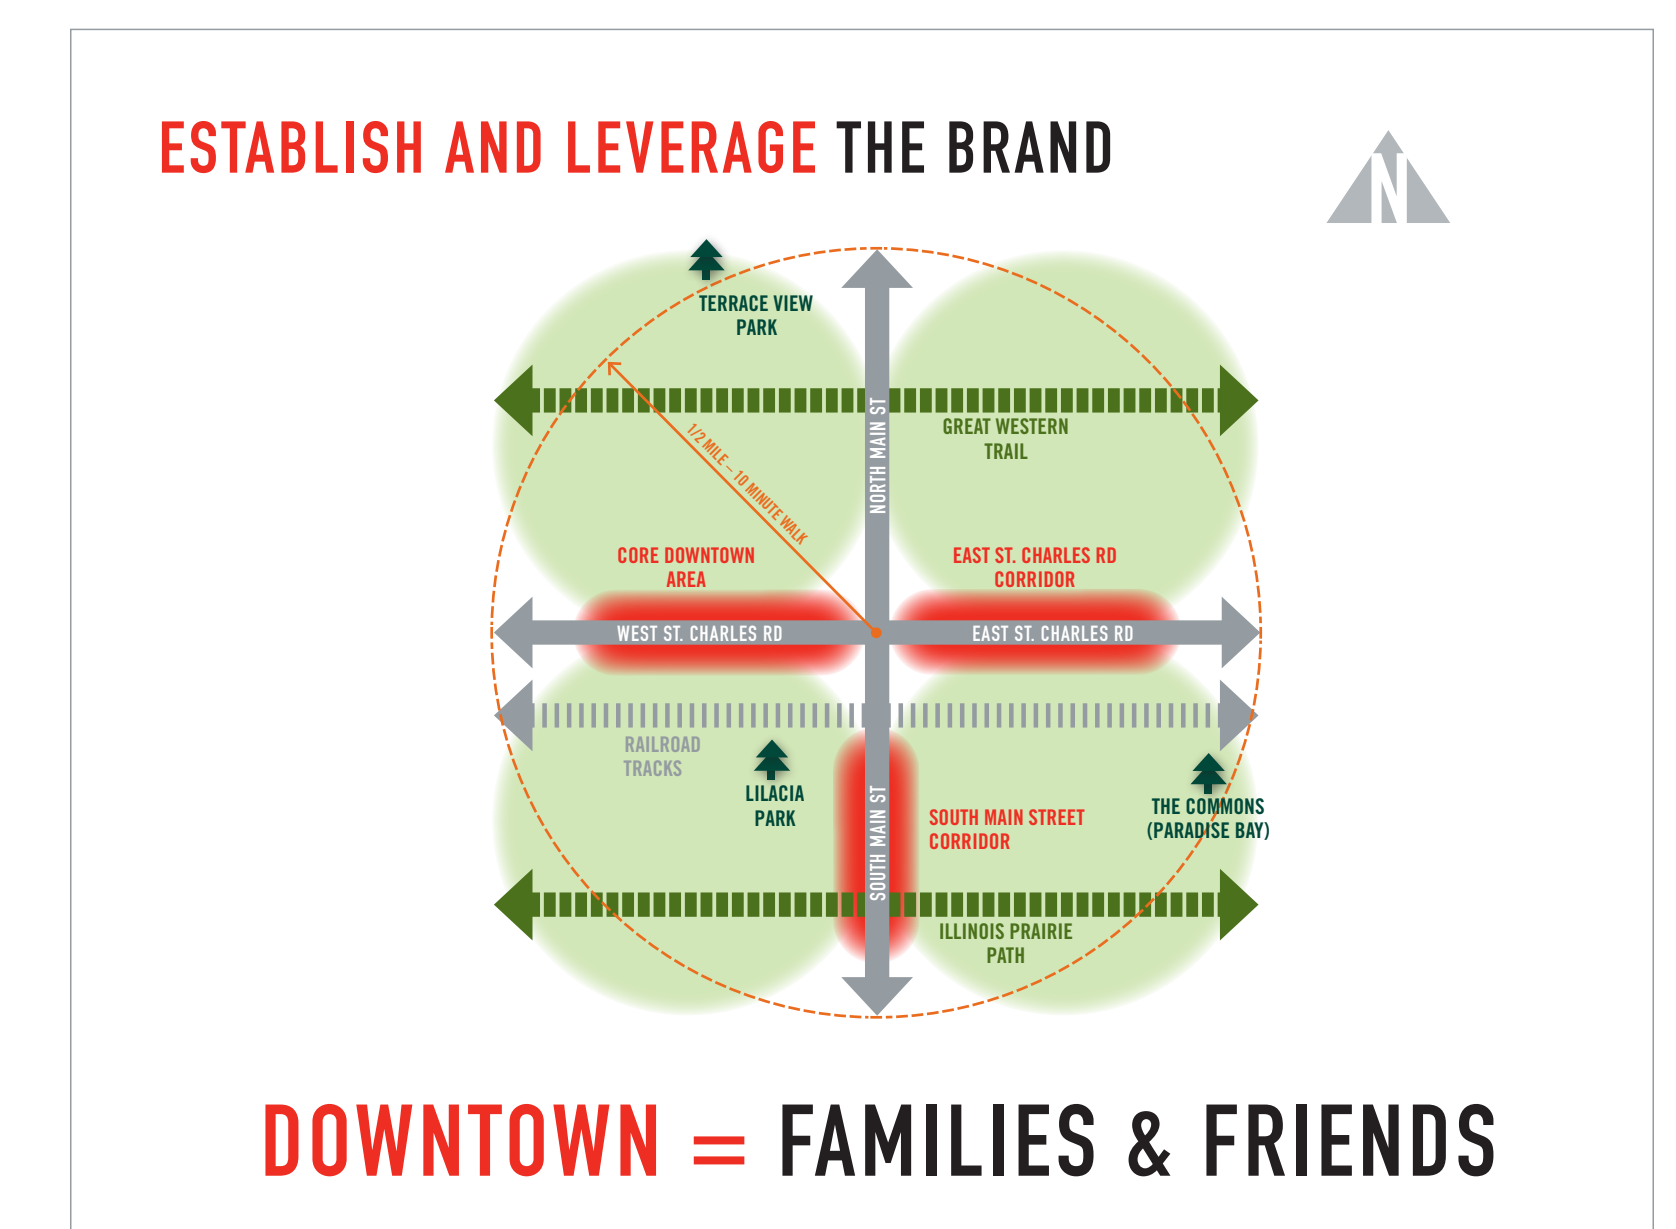 ESTABLISH AND LEVERAGE THE BRAND
N
TERRACE VIEW
PARK
GREAT WESTERN
TRAIL
NORTH MAIN ST
1/2 MILE – 10 MINUTE WALK
CORE DOWNTOWN
AREA
EAST ST. CHARLES RD
CORRIDOR
WEST ST. CHARLES RD
EAST ST. CHARLES RD
RAILROAD
TRACKS
LILACIA
PARK
SOUTH MAIN ST
SOUTH MAIN STREET
CORRIDOR
THE COMMONS
(PARADISE BAY)
ILLINOIS PRAIRIE
PATH
DOWNTOWN = FAMILIES & FRIENDS